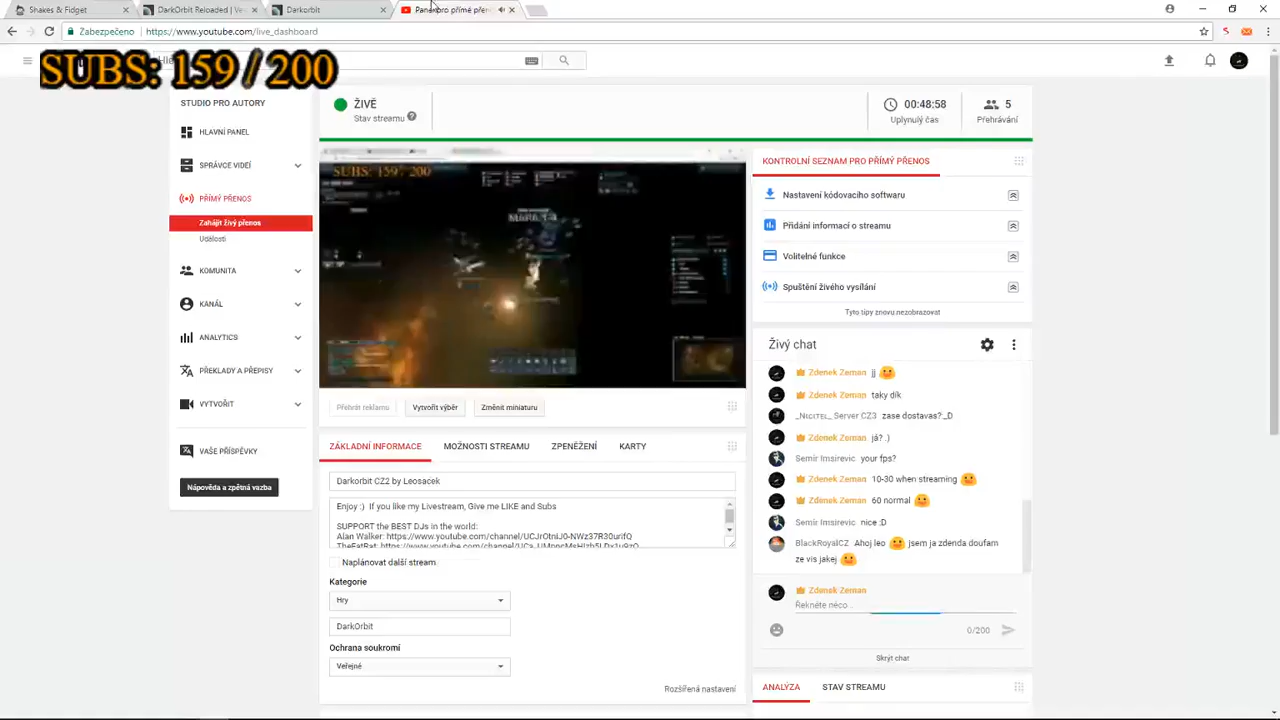 Shakes & Fidget
DarkOrbit Reloaded | Ve
Darkorbit
Zabezpečeno
https://www.youtube.com/live_dashboard
SUBS: 159 / 200
STUDIO PRO AUTORY
HLAVNÍ PANEL
SPRÁVCE VIDEÍ
PŘÍMÝ PŘENOS
Zahájit živý přenos
Události
KOMUNITA
KANÁL
ANALYTICS
PŘEKLADY A PŘEPISY
VYTVOŘIT
VAŠE PŘÍSPĚVKY
Nápověda a zpětná vazba
ŽIVĚ
Stav streamu
00:48:58
Uplynulý čas
5
Přehrávání
SUBS: 159 / 200
Přehrát reklamu
Vytvořit výběr
Změnit miniaturu
ZÁKLADNÍ INFORMACE
MOŽNOSTI STREAMU
ZPENĚŽENÍ
KARTY
Darkorbit CZ2 by Leosacek
Enjoy :) If you like my Livestream, Give me LIKE and Subs
SUPPORT the BEST DJs in the world:
Alan Walker: https://www.youtube.com/channel/UCJrOtniJ0-NWz37R30urifQ
Naplánovat další stream
Kategorie
Hry
DarkOrbit
Ochrana soukromí
Veřejné
Rozšířená nastavení
KONTROLNÍ SEZNAM PRO PŘÍMÝ PŘENOS
Nastavení kódovacího softwaru
Přidání informací o streamu
Volitelné funkce
Spuštění živého vysílání
Tyto tipy znovu nezobrazovat
Živý chat
Zdenek Zeman jj
Zdenek Zeman taky dík
Server CZ3 zase dostavas?:_D
Zdenek Zeman já? :)
Semir Imsirevic your fps?
Zdenek Zeman 10-30 when streaming
Zdenek Zeman 60 normal
Semir Imsirevic nice :D
BlackRoyalCZ Ahoj leo jsem ja zdenda doufam
ze vis jakej
Zdenek Zeman
Řekněte něco...
0/200
Skrýt chat
ANALÝZA
STAV STREAMU